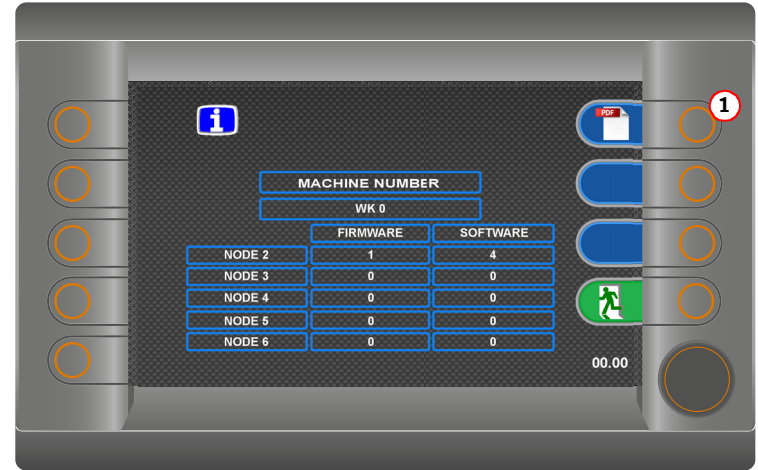 1
PDF
i
MACHINE NUMBER
WK 0
FIRMWARE SOFTWARE
NODE 2 1 4
NODE 3 0 0
NODE 4 0 0
NODE 5 0 0
NODE 6 0 0
00.00